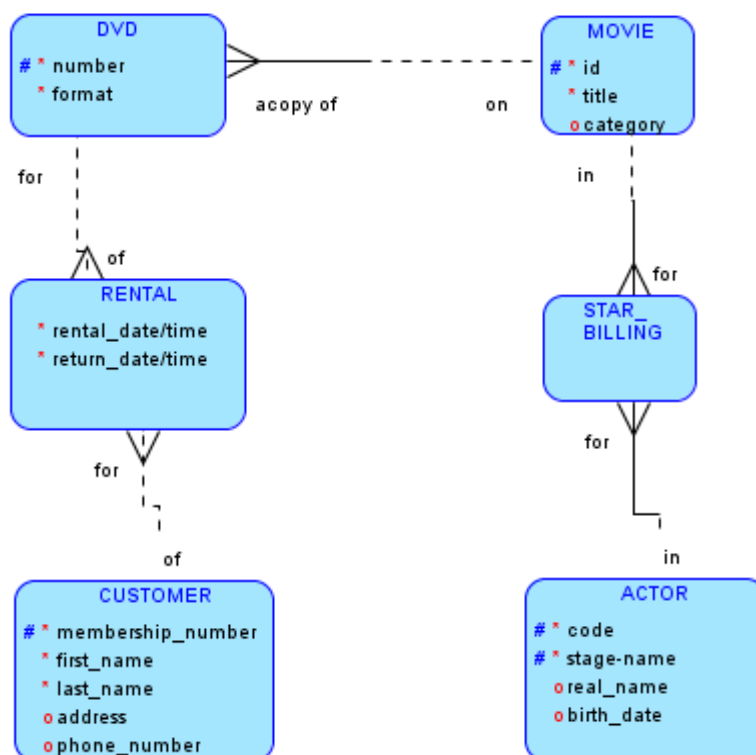 DVD
# * number
* format
MOVIE
# * id
* title
o category
acopy of
on
for
in
of
for
RENTAL
* rental_date/time
* return_date/time
STAR_
BILLING
for
for
of
in
CUSTOMER
# * membership_number
* first_name
* last_name
o address
o phone_number
ACTOR
# * code
# * stage-name
o real_name
o birth_date